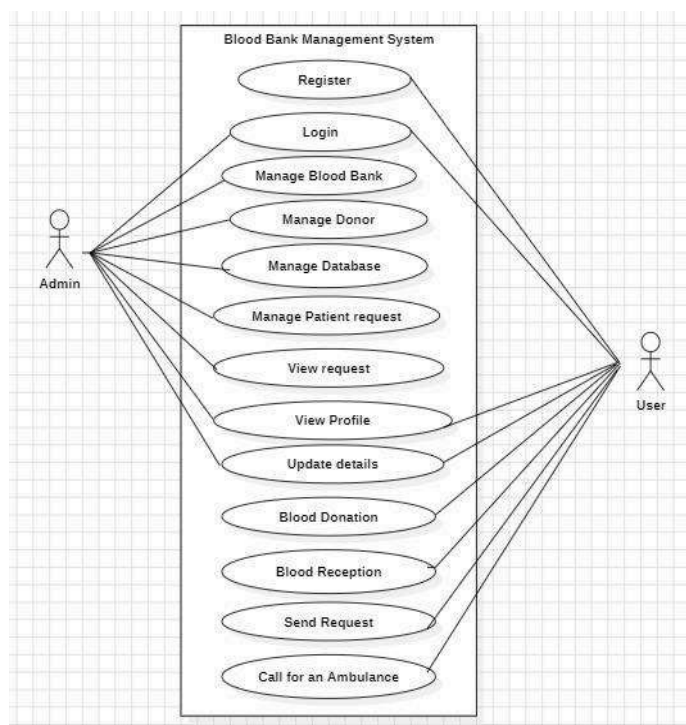 Blood Bank Management System
Register
Login
Manage Blood Bank
Manage Donor
Manage Database
Admin
Manage Patient request
View request
User
View Profile
Update details
Blood Donation
Blood Reception
Send Request
Call for an Ambulance